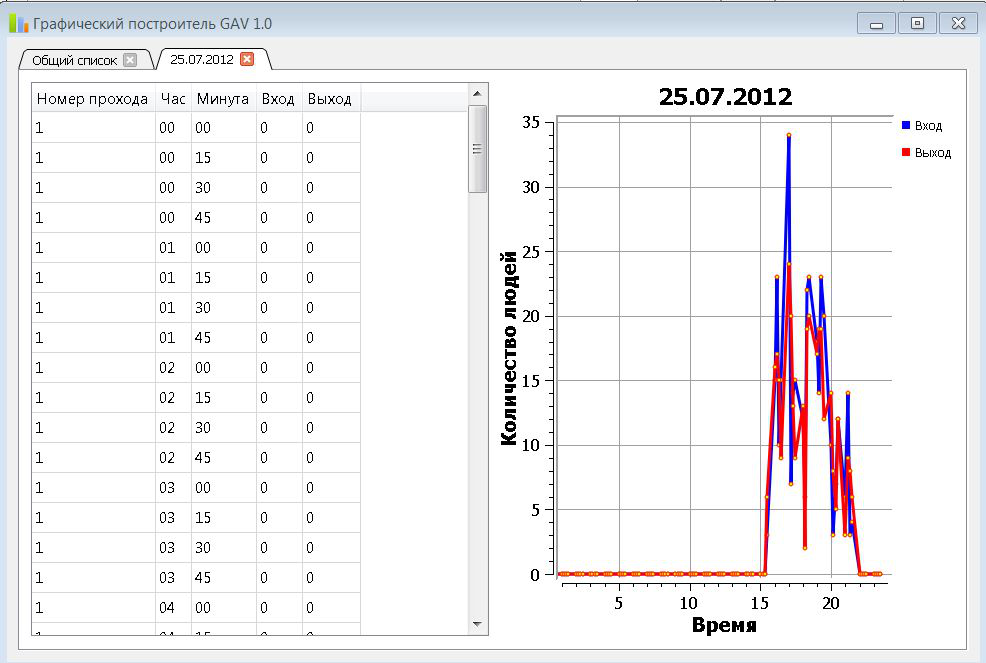 Графический построитель GAV 1.0
Общий список 25.07.2012
Номер прохода Час Минута Вход Выход
1 00 00 0 0
1 00 15 0 0
1 00 30 0 0
1 00 45 0 0
1 01 00 0 0
1 01 15 0 0
1 01 30 0 0
1 01 45 0 0
1 02 00 0 0
1 02 15 0 0
1 02 30 0 0
1 02 45 0 0
1 03 00 0 0
1 03 15 0 0
1 03 30 0 0
1 03 45 0 0
1 04 00 0 0
25.07.2012
Вход
Выход
Количество людей
35
30
25
20
15
10
5
0
5 10 15 20
Время